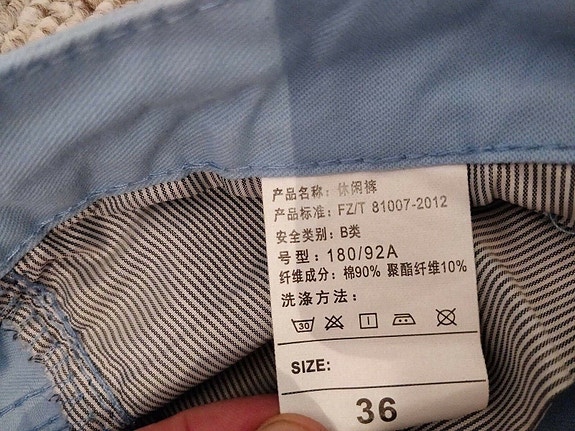 产品名称：休闲裤
产品标准：FZ/T 81007-2012
安全类别：B类
号型：180/92A
纤维成分：棉90% 聚酯纤维10%
洗涤方法：
30
SIZE:
36